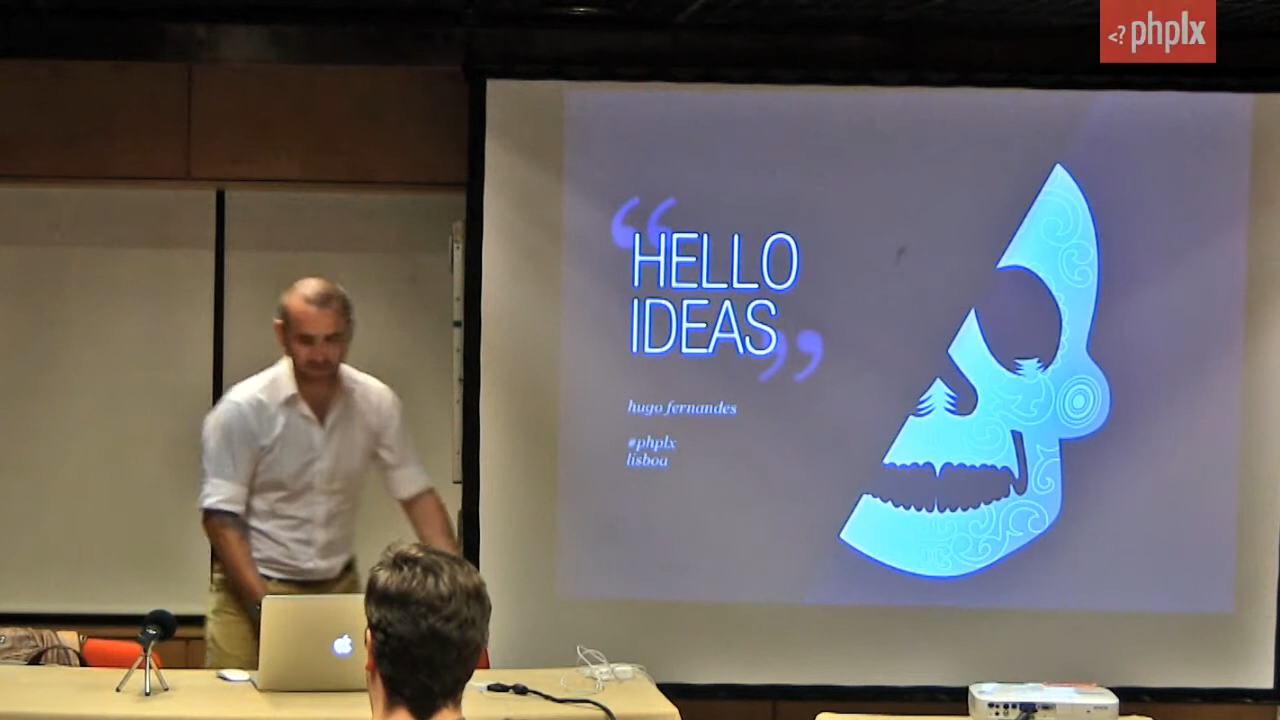 <? phplx
“HELLO
IDEAS”
hugo fernandes
#phplx
lisboa